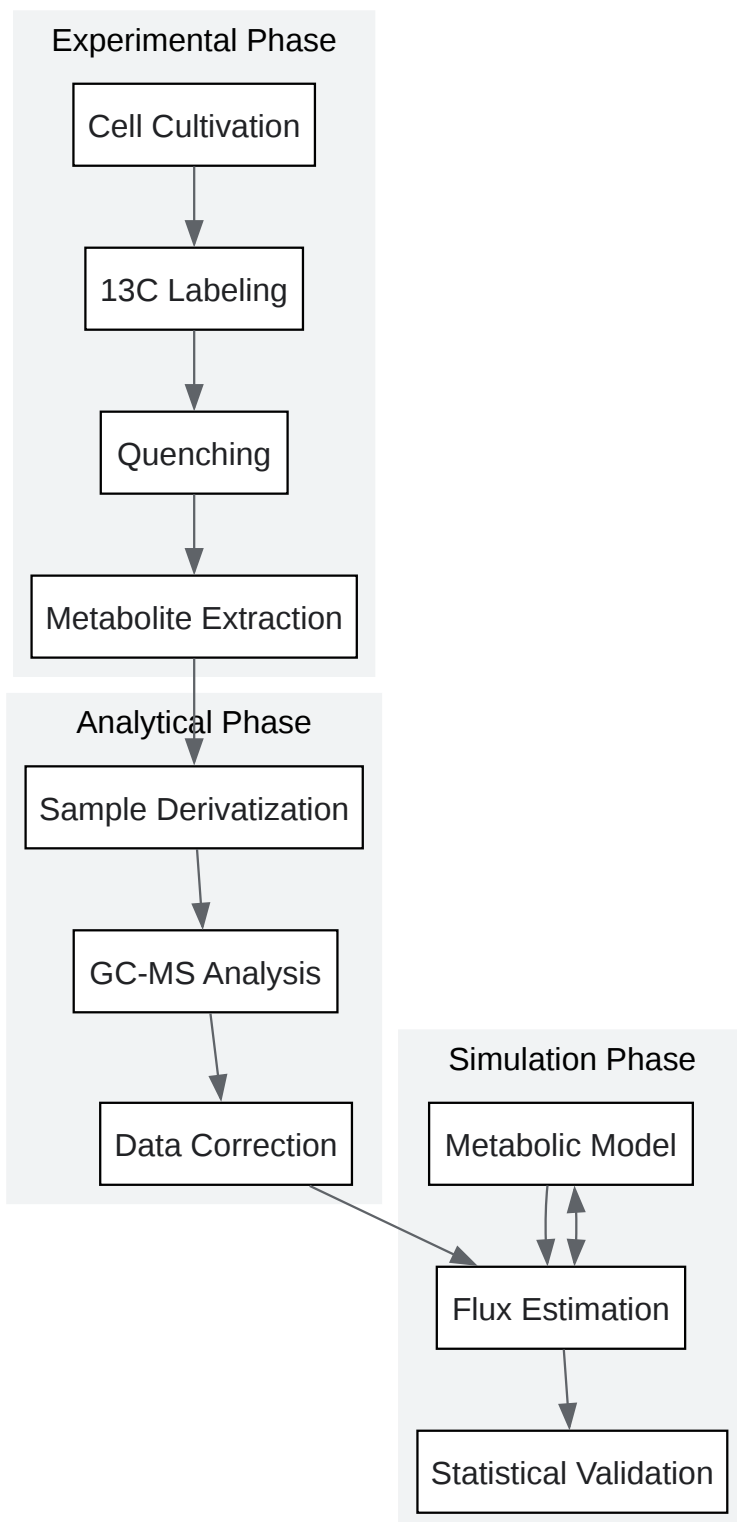 Experimental Phase
Cell Cultivation
13C Labeling
Quenching
Metabolite Extraction
Analytical Phase
Sample Derivatization
GC-MS Analysis
Data Correction
Simulation Phase
Metabolic Model
Flux Estimation
Statistical Validation